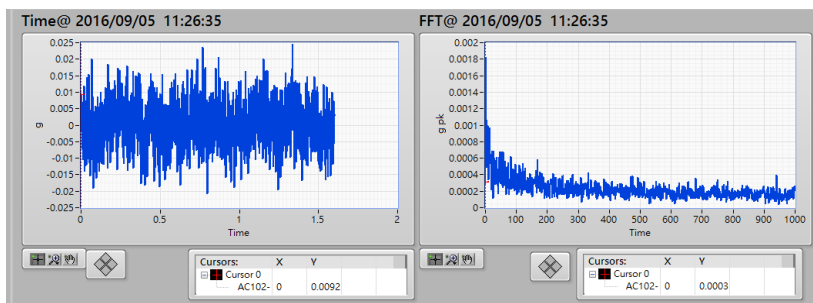 Time@ 2016/09/05 11:26:35
0.025
0.02
0.015
0.01
0.005
0
-0.005
-0.01
-0.015
-0.02
-0.025
g
0 0.5 1 1.5 2
Time
Cursors: X Y
Cursor 0
AC102- 0 0.0092
FFT@ 2016/09/05 11:26:35
0.002
0.0018
0.0016
0.0014
0.0012
0.001
0.0008
0.0006
0.0004
0.0002
0
g pk
0 100 200 300 400 500 600 700 800 900 1000
Time
Cursors: X Y
Cursor 0
AC102- 0 0.0003